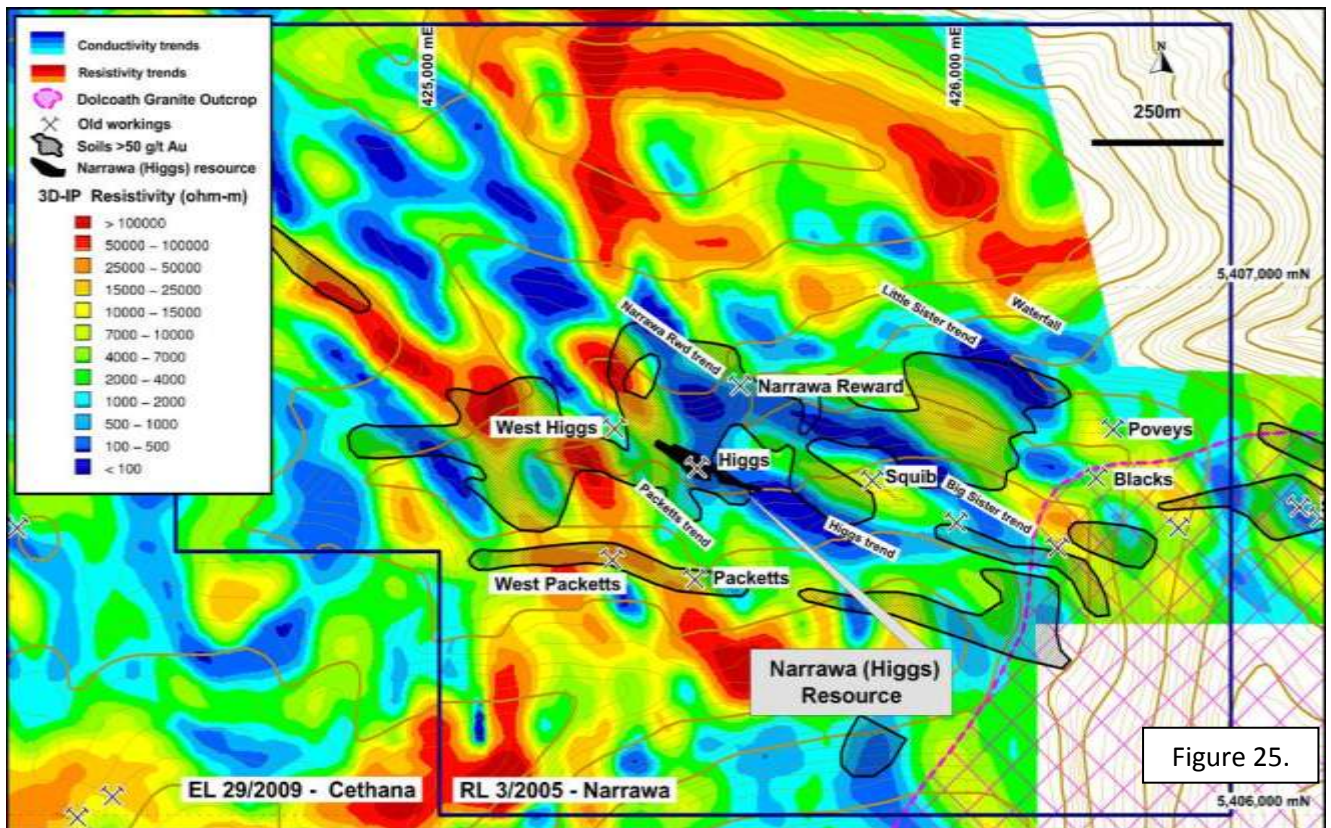 Conductivity trends
Resistivity trends
Dolcoath Granite Outcrop
Old workings
Soils >50 g/t Au
Narrawa (Higgs) resource
3D-IP Resistivity (ohm-m)
> 100000
50000 – 100000
25000 – 50000
15000 – 25000
10000 – 15000
7000 – 10000
4000 – 7000
2000 – 4000
1000 – 2000
500 – 1000
100 – 500
< 100
425,000 mE
426,000 mE
N
250m
5,407,000 mN
Little Sister trend
Waterfall
Narrawa Rwd trend
Narrawa Reward
West Higgs
Poveys
Higgs
Squib
Blacks
Packetts trend
Higgs trend
Big Sister trend
West Packetts
Packetts
Narrawa (Higgs)
Resource
Figure 25.
EL 29/2009 - Cethana
RL 3/2005 - Narrawa
5,406,000 mN